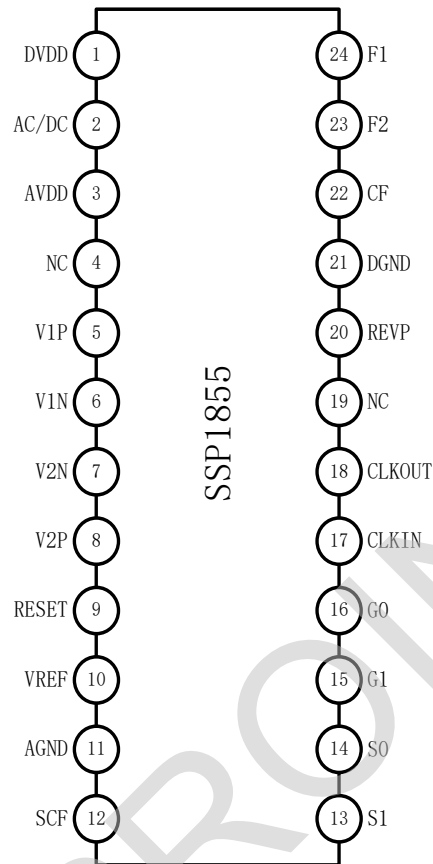 DVDD 1 24 F1
AC/DC 2 23 F2
AVDD 3 22 CF
NC 4 21 DGND
V1P 5 20 REVP
V1N 6 19 NC
V2N 7 18 CLKOUT
V2P 8 17 CLKIN
RESET 9 16 G0
VREF 10 15 G1
AGND 11 14 S0
SCF 12 13 S1
SSP1855